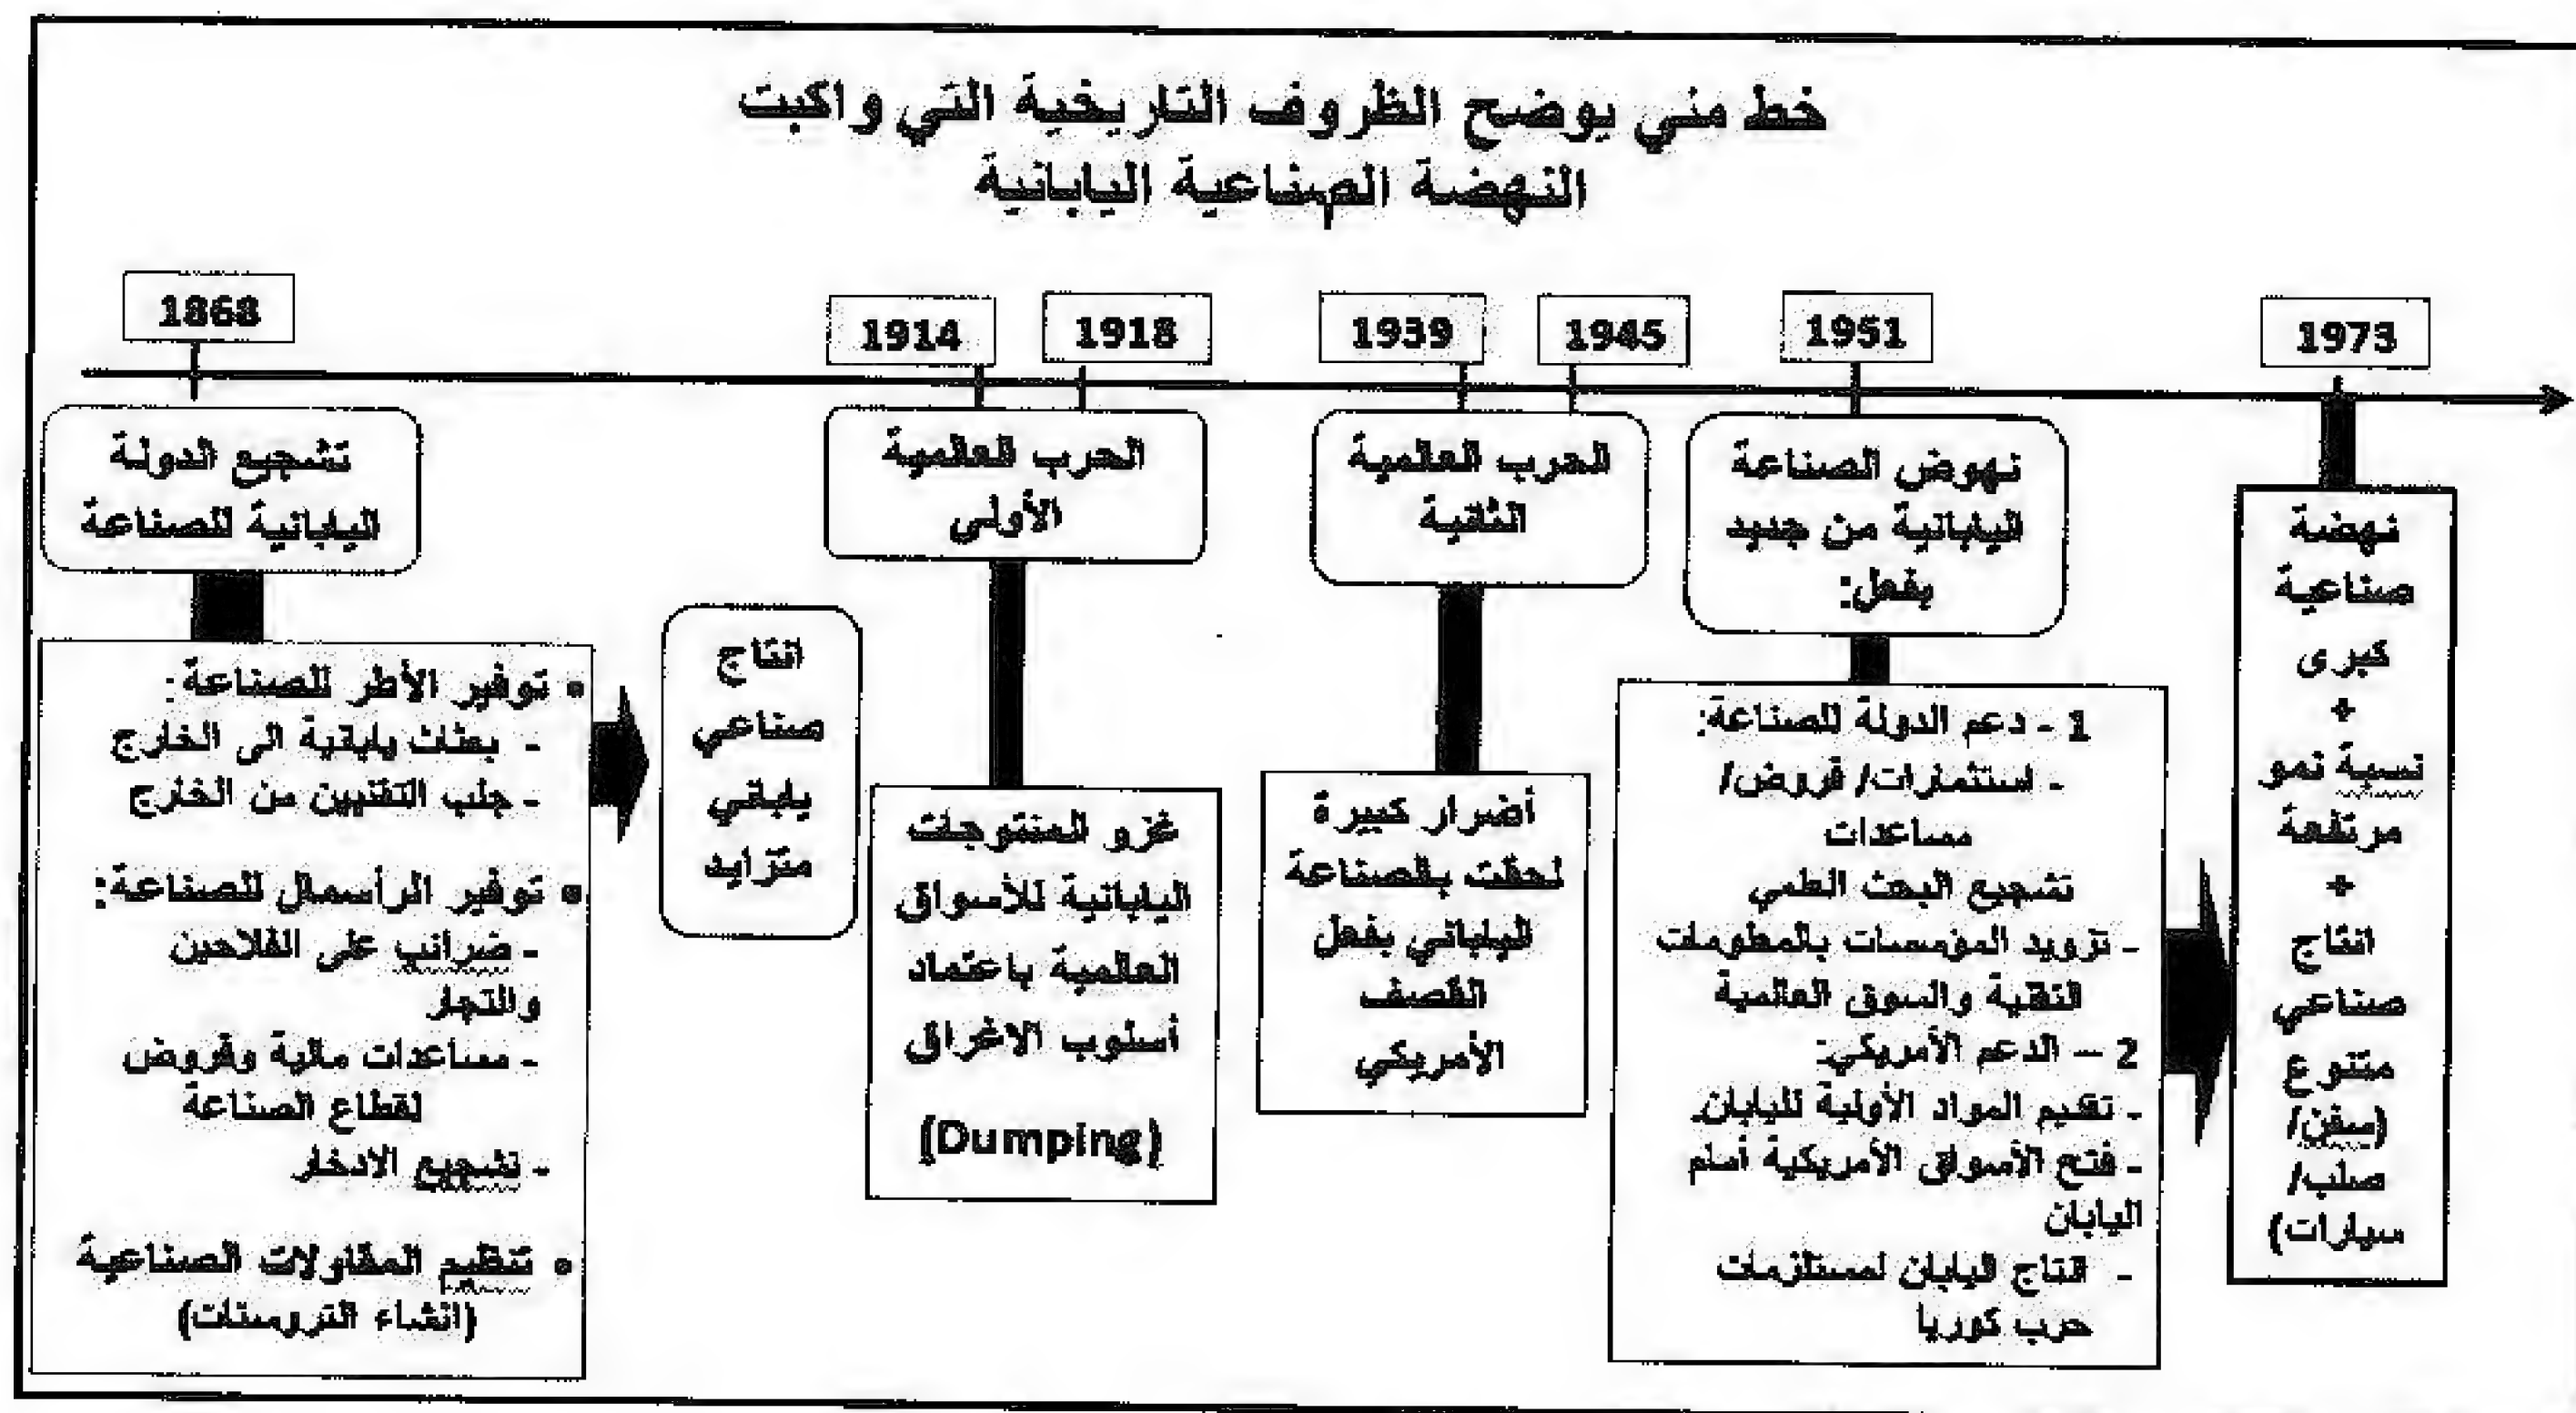 خط مني يوضح الظروف التاريخية التي واكبت
النهضة الصناعية اليابانية
1868
1914
1918
1939
1945
1951
1973
تشجيع الدولة
اليابانية للصناعة
• توفير الأطر للصناعة:
- بعثات يابانية الى الخارج
- جلب التقنيين من الخارج
• توفير الرأسمال للصناعة:
- ضرائب على الفلاحين
والتجار
- مساعدات مالية وقروض
لقطاع الصناعة
- تشجيع الادخار
• تنظيم المقاولات الصناعية
(انشاء التروستات)
انتاج
صناعي
ياباني
متزايد
الحرب العالمية
الأولى
غزو المنتوجات
اليابانية للأسواق
العالمية باعتماد
أسلوب الاغراق
(Dumping)
الحرب العالمية
الثانية
أضرار كبيرة
لحقت بالصناعة
الياباني بفعل
القصف
الأمريكي
نهوض الصناعة
اليابانية من جديد
بفعل:
1 - دعم الدولة للصناعة:
- استثمارات/ قروض/
مساعدات
تشجيع البحث العلمي
- تزويد المؤسسات بالمعلومات
التقنية والسوق العالمية
2 – الدعم الأمريكي:
- تقديم المواد الأولية لليابان.
- فتح الأسواق الأمريكية أمام
اليابان
- انتاج اليابان لمستلزمات
حرب كوريا
نهضة
صناعية
كبرى
+
نسبة نمو
مرتفعة
+
انتاج
صناعي
متنوع
(سفن/
صلب/
سيارات)